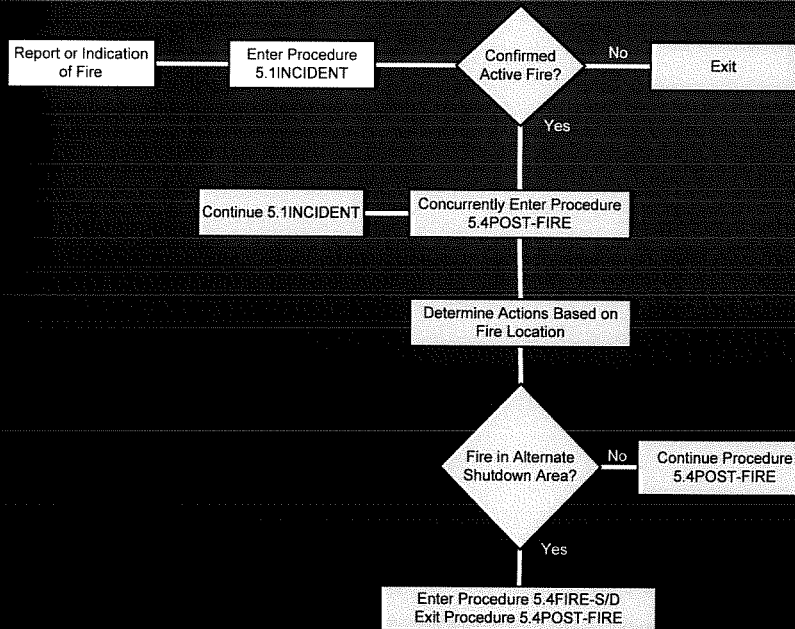 Report or Indication
of Fire
Enter Procedure
5.1INCIDENT
Confirmed
Active Fire?
No
Exit
Yes
Continue 5.1INCIDENT
Concurrently Enter Procedure
5.4POST-FIRE
Determine Actions Based on
Fire Location
Fire in Alternate
Shutdown Area?
No
Continue Procedure
5.4POST-FIRE
Yes
Enter Procedure 5.4FIRE-S/D
Exit Procedure 5.4POST-FIRE